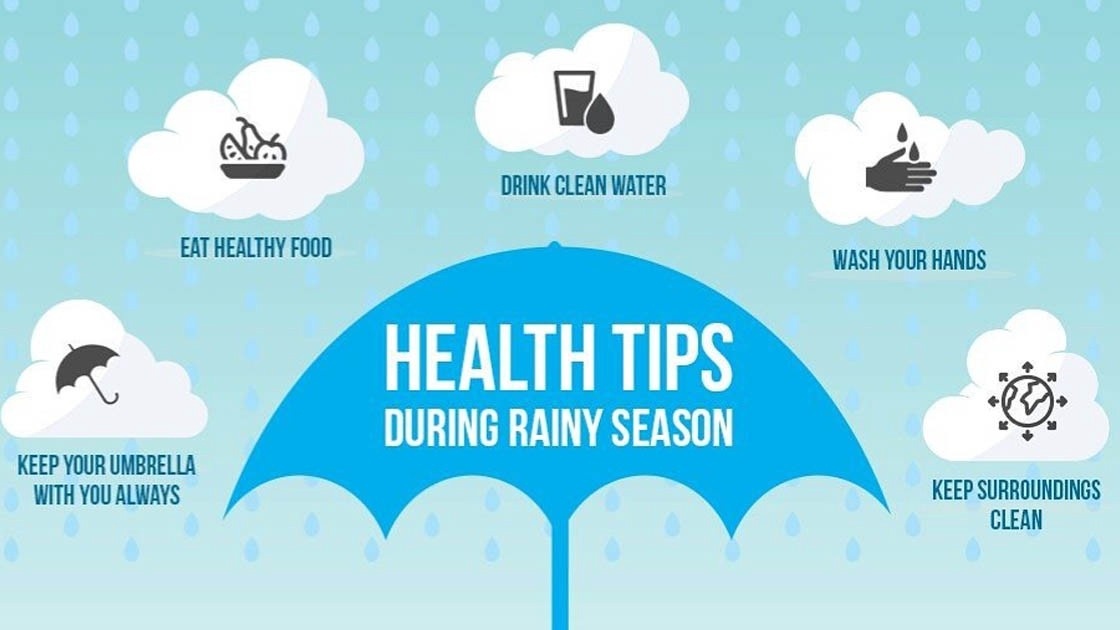 HEALTH TIPS
DURING RAINY SEASON
KEEP YOUR UMBRELLA
WITH YOU ALWAYS
EAT HEALTHY FOOD
DRINK CLEAN WATER
WASH YOUR HANDS
KEEP SURROUNDINGS
CLEAN